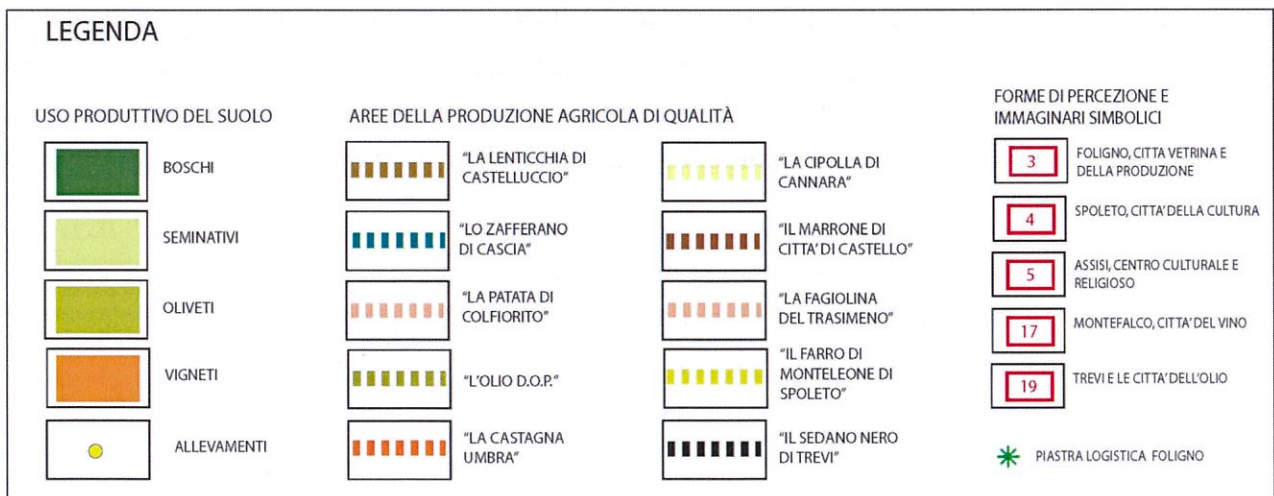 LEGENDA
USO PRODUTTIVO DEL SUOLO
BOSCHI
SEMINATIVI
OLIVETI
VIGNETI
ALLEVAMENTI
AREE DELLA PRODUZIONE AGRICOLA DI QUALITÀ
"LA LENTICCHIA DI
CASTELLUCCIO"
"LO ZAFFERANO
DI CASCIA"
"LA PATATA DI
COLFIORITO"
"L'OLIO D.O.P."
"LA CASTAGNA
UMBRA"
"LA CIPOLLA DI
CANNARA"
"IL MARRONE DI
CITTA' DI CASTELLO"
"LA FAGIOLINA
DEL TRASIMENO"
"IL FARRO DI
MONTELEONE DI
SPOLETO"
"IL SEDANO NERO
DI TREVI"
FORME DI PERCEZIONE E
IMMAGINARI SIMBOLICI
3 FOLIGNO, CITTA VETRINA E
DELLA PRODUZIONE
4 SPOLETO, CITTA' DELLA CULTURA
5 ASSISI, CENTRO CULTURALE E
RELIGIOSO
17 MONTEFALCO, CITTA' DEL VINO
19 TREVI E LE CITTA' DELL'OLIO
PIASTRA LOGISTICA FOLIGNO